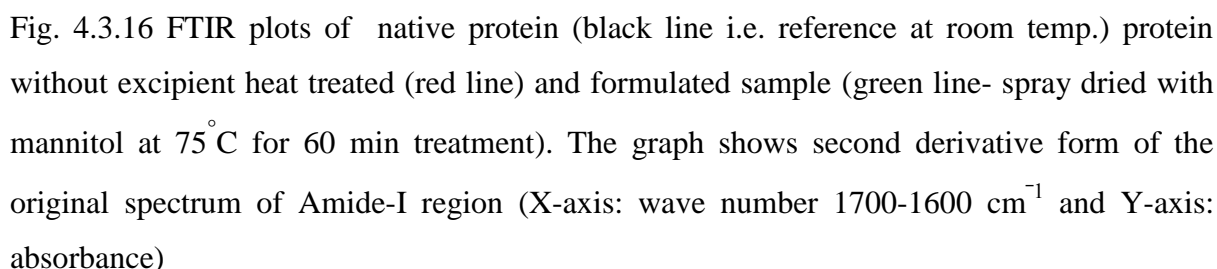 Fig. 4.3.16 FTIR plots of native protein (black line i.e. reference at room temp.) protein
without excipient heat treated (red line) and formulated sample (green line- spray dried with
mannitol at 75°C for 60 min treatment). The graph shows second derivative form of the
original spectrum of Amide-I region (X-axis: wave number 1700-1600 cm⁻¹ and Y-axis:
absorbance)